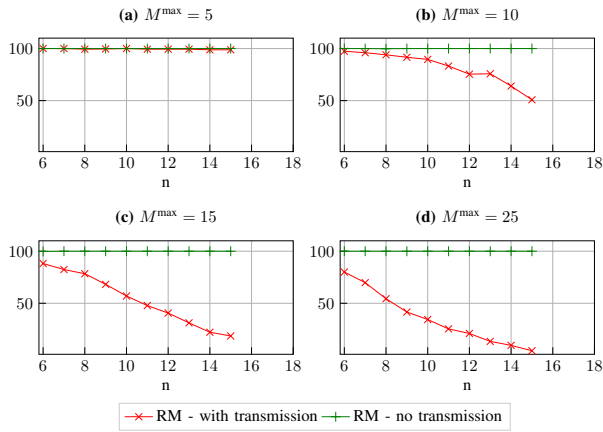 (a) M^max = 5
(b) M^max = 10
100
50
6 8 10 12 14 16 18
n
100
50
6 8 10 12 14 16 18
n
(c) M^max = 15
(d) M^max = 25
100
50
6 8 10 12 14 16 18
n
100
50
6 8 10 12 14 16 18
n
RM - with transmission RM - no transmission